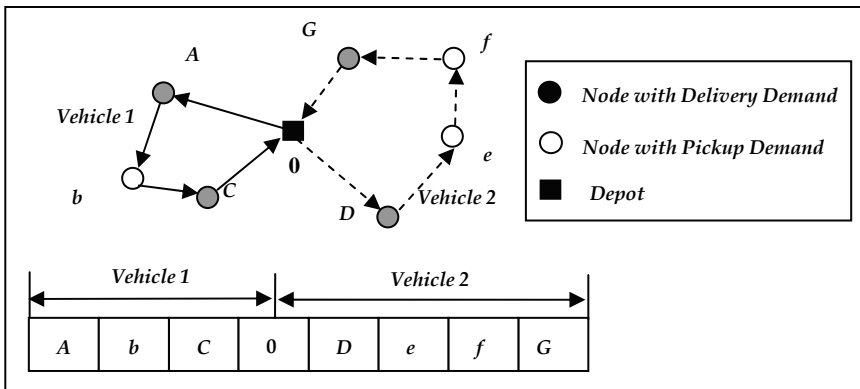 G
f
A
Vehicle 1
Node with Delivery Demand
Node with Pickup Demand
0
e
b
C
D
Vehicle 2
Depot
Vehicle 1
Vehicle 2
A b C 0 D e f G